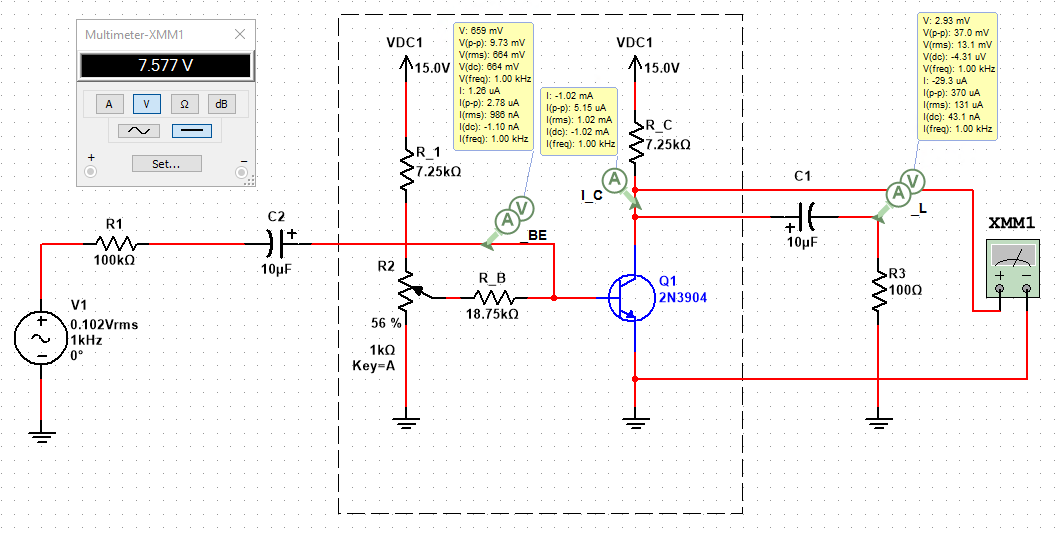 Multimeter-XMM1
7.577 V
A
V
Ω
dB
+
Set...
−
VDC1
15.0V
R_1
7.25kΩ
V: 659 mV
V(p-p): 9.73 mV
V(rms): 664 mV
V(dc): 664 mV
V(freq): 1.00 kHz
I: 1.26 uA
I(p-p): 2.78 uA
I(rms): 986 nA
I(dc): -1.10 nA
I(freq): 1.00 kHz
I: -1.02 mA
I(p-p): 5.15 uA
I(rms): 1.02 mA
I(dc): -1.02 mA
I(freq): 1.00 kHz
VDC1
15.0V
R_C
7.25kΩ
V: 2.93 mV
V(p-p): 37.0 mV
V(rms): 13.1 mV
V(dc): -4.31 uV
V(freq): 1.00 kHz
I: -29.3 uA
I(p-p): 370 uA
I(rms): 131 uA
I(dc): 43.1 nA
I(freq): 1.00 kHz
A
I_C
A
V
_BE
A
V
_L
C1
+
10µF
XMM1
+ −
R1
100kΩ
C2
+
10µF
R2
56 %
1kΩ
Key=A
R_B
18.75kΩ
Q1
2N3904
R3
100Ω
V1
0.102Vrms
1kHz
0°
+
−